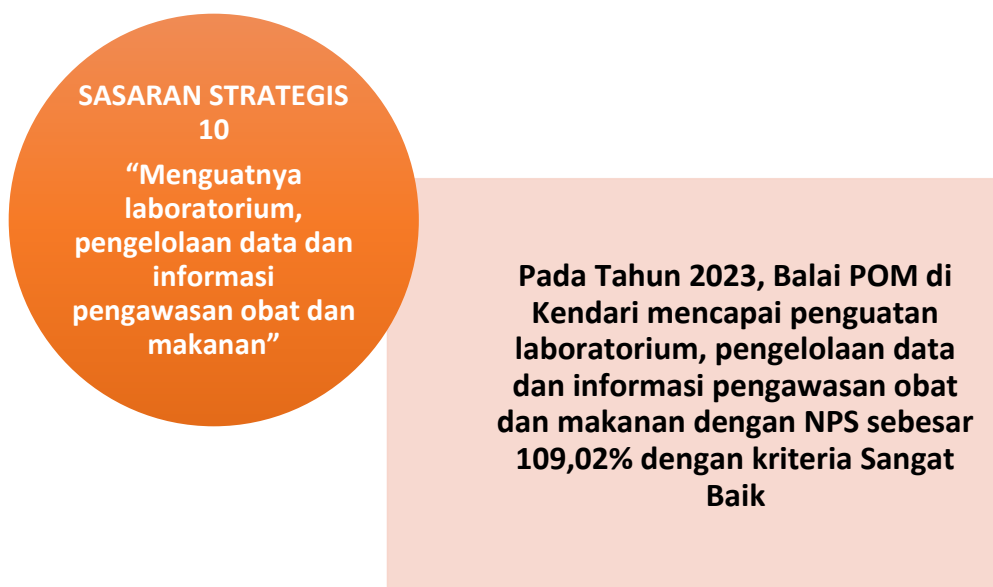 SASARAN STRATEGIS
10
“Menguatnya
laboratorium,
pengelolaan data dan
informasi
pengawasan obat dan
makanan”
Pada Tahun 2023, Balai POM di
Kendari mencapai penguatan
laboratorium, pengelolaan data
dan informasi pengawasan obat
dan makanan dengan NPS sebesar
109,02% dengan kriteria Sangat
Baik